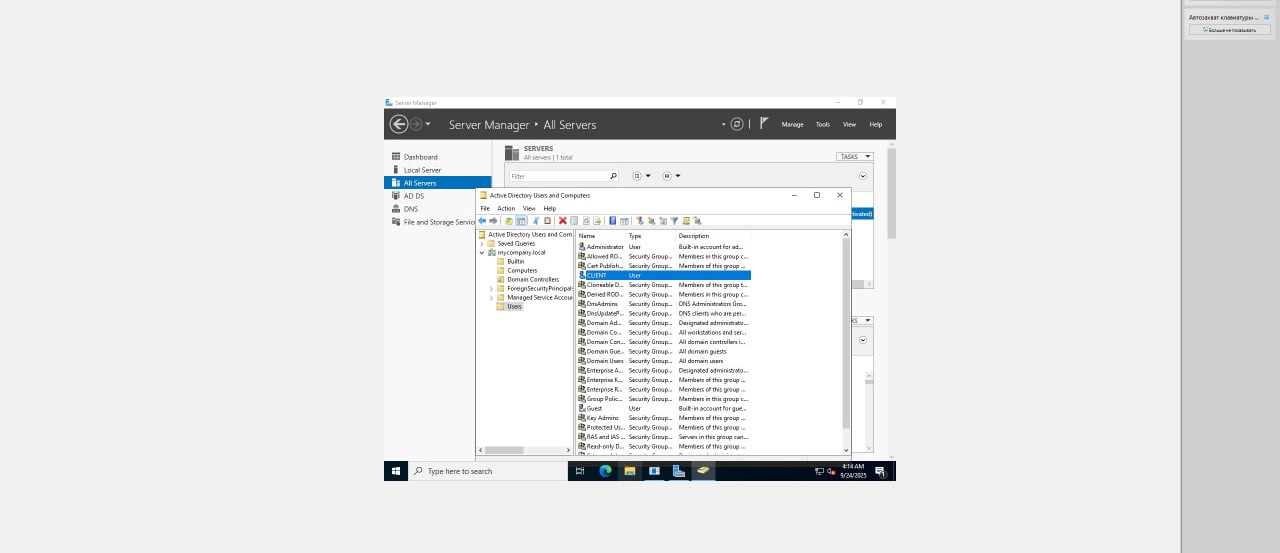 Автозахват клавиатуры ...
Больше не показывать
Server Manager
Server Manager • All Servers
Manage Tools View Help
Dashboard
Local Server
All Servers
AD DS
DNS
File and Storage Servic
SERVERS
All servers | 1 total
TASKS
Filter
Active Directory Users and Computers
File Action View Help
Active Directory Users and Com
Saved Queries
mycompany.local
Builtin
Computers
Domain Controllers
ForeignSecurityPrincipal:
Managed Service Accou
Users
Name Type Description
Administrator User Built-in account for ad...
Allowed RO... Security Group... Members in this group c...
Cert Publish... Security Group... Members of this group ...
CLIENT User
Cloneable D... Security Group... Members of this group t...
Denied ROD... Security Group... Members in this group c...
DnsAdmins Security Group... DNS Administrators Gro...
DnsUpdateP... Security Group... DNS clients who are per...
Domain Ad... Security Group... Designated administrato...
Domain Co... Security Group... All workstations and ser...
Domain Con... Security Group... All domain controllers i...
Domain Gue... Security Group... All domain guests
Domain Users Security Group... All domain users
Enterprise A... Security Group... Designated administrato...
Enterprise K... Security Group... Members of this group ...
Enterprise R... Security Group... Members of this group ...
Group Polic... Security Group... Members in this group c...
Guest User Built-in account for gue...
Key Admins Security Group... Members of this group ...
Protected Us... Security Group... Members of this group ...
RAS and IAS ... Security Group... Servers in this group can...
Read-only D... Security Group... Members of this group ...
tivated)
KS
Type here to search
4:14 AM
9/24/2025